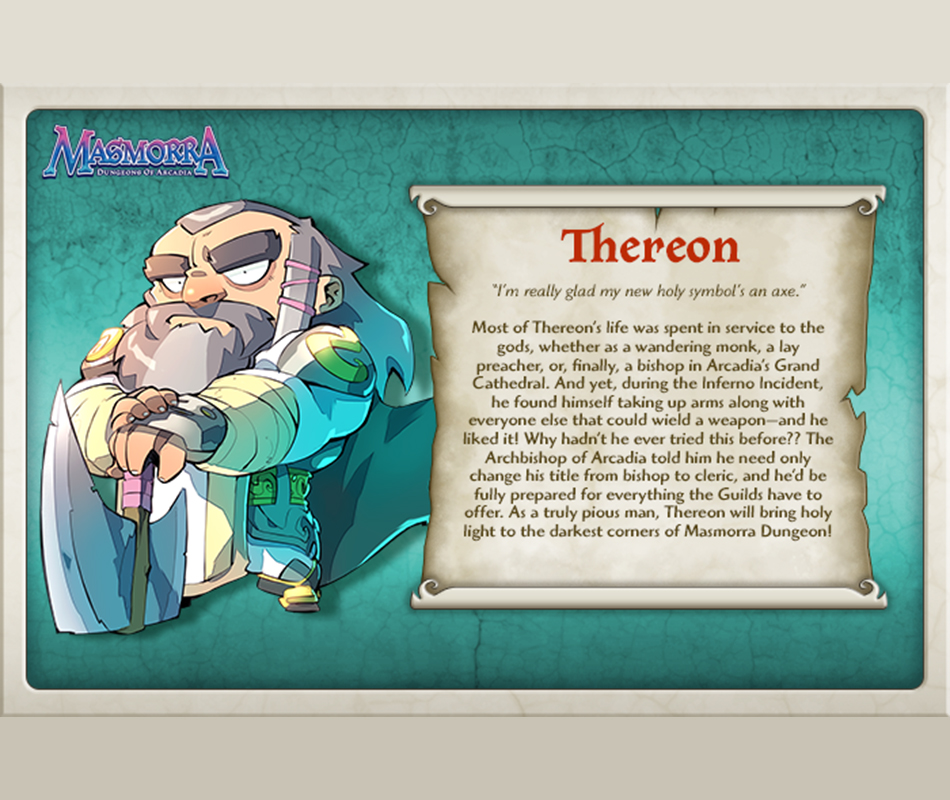 MASMORRA
DUNGEONS OF ARCADIA
Thereon
"I'm really glad my new holy symbol's an axe."
Most of Thereon's life was spent in service to the
gods, whether as a wandering monk, a lay
preacher, or, finally, a bishop in Arcadia's Grand
Cathedral. And yet, during the Inferno Incident,
he found himself taking up arms along with
everyone else that could wield a weapon—and he
liked it! Why hadn't he ever tried this before?? The
Archbishop of Arcadia told him he need only
change his title from bishop to cleric, and he'd be
fully prepared for everything the Guilds have to
offer. As a truly pious man, Thereon will bring holy
light to the darkest corners of Masmorra Dungeon!